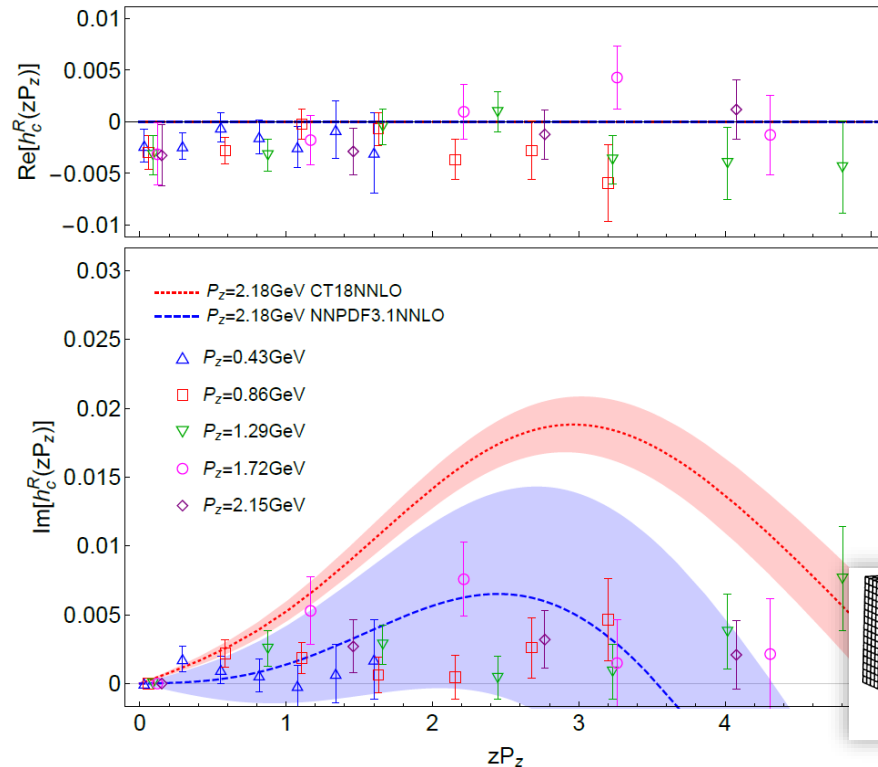 0.01
0.005
0
−0.005
−0.01
Re[h_c^R(zP_z)]
0.03
0.025
0.02
0.015
0.01
0.005
0
Im[h_c^R(zP_z)]
P_z=2.18GeV CT18NNLO
P_z=2.18GeV NNPDF3.1NNLO
P_z=0.43GeV
P_z=0.86GeV
P_z=1.29GeV
P_z=1.72GeV
P_z=2.15GeV
0 1 2 3 4
zP_z